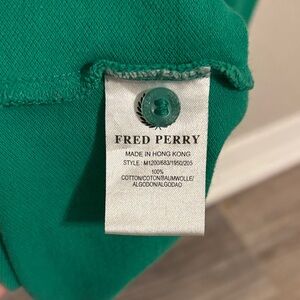 FRED PERRY
MADE IN HONG KONG
STYLE : M1200/683/1950/205
100%
COTTON/COTON/BAUMWOLLE/
ALGODON/ALGODAO